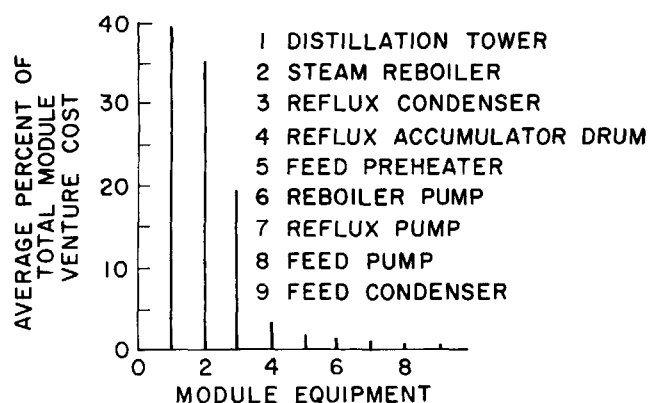 AVERAGE PERCENT OF
TOTAL MODULE
VENTURE COST
40
30
20
10
0
1 DISTILLATION TOWER
2 STEAM REBOILER
3 REFLUX CONDENSER
4 REFLUX ACCUMULATOR DRUM
5 FEED PREHEATER
6 REBOILER PUMP
7 REFLUX PUMP
8 FEED PUMP
9 FEED CONDENSER
0 2 4 6 8
MODULE EQUIPMENT